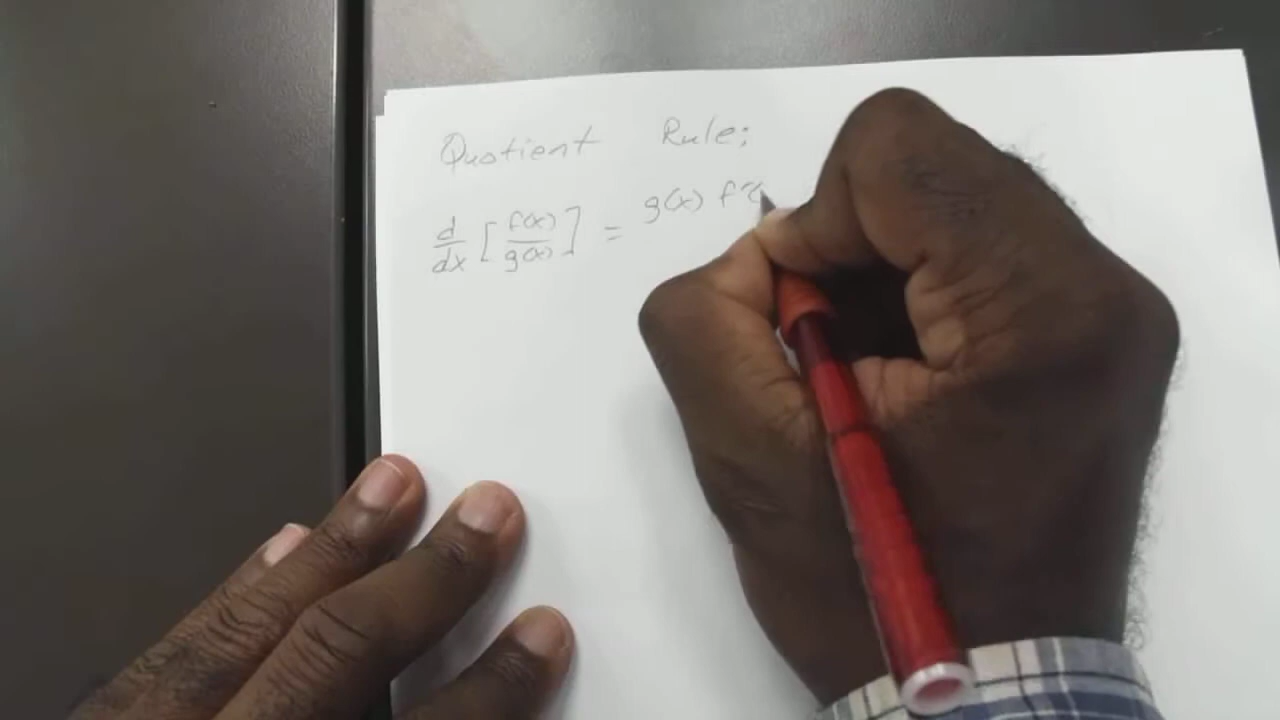 Quotient Rule:
d/dx [f(x)/g(x)] = g(x) f'(